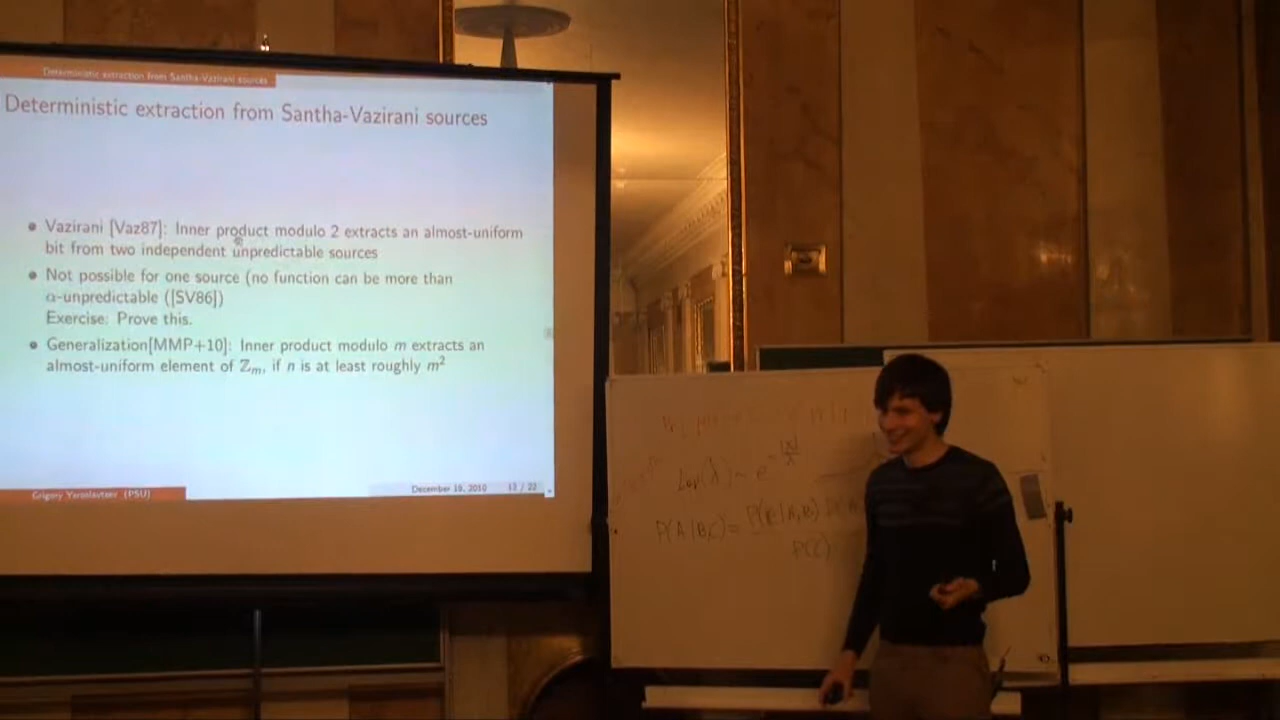 Deterministic extraction from Santha-Vazirani sources
Deterministic extraction from Santha-Vazirani sources
• Vazirani [Vaz87]: Inner product modulo 2 extracts an almost-uniform
bit from two independent unpredictable sources
• Not possible for one source (no function can be more than
α-unpredictable ([SV86])
Exercise: Prove this.
• Generalization[MMP+10]: Inner product modulo m extracts an
almost-uniform element of ℤₘ, if n is at least roughly m²
Grigory Yaroslavtsev (PSU)
December 19, 2010 13 / 22
Lap(λ) ~ e^(-|x|/λ)
P(A|B,C) =
P(C)